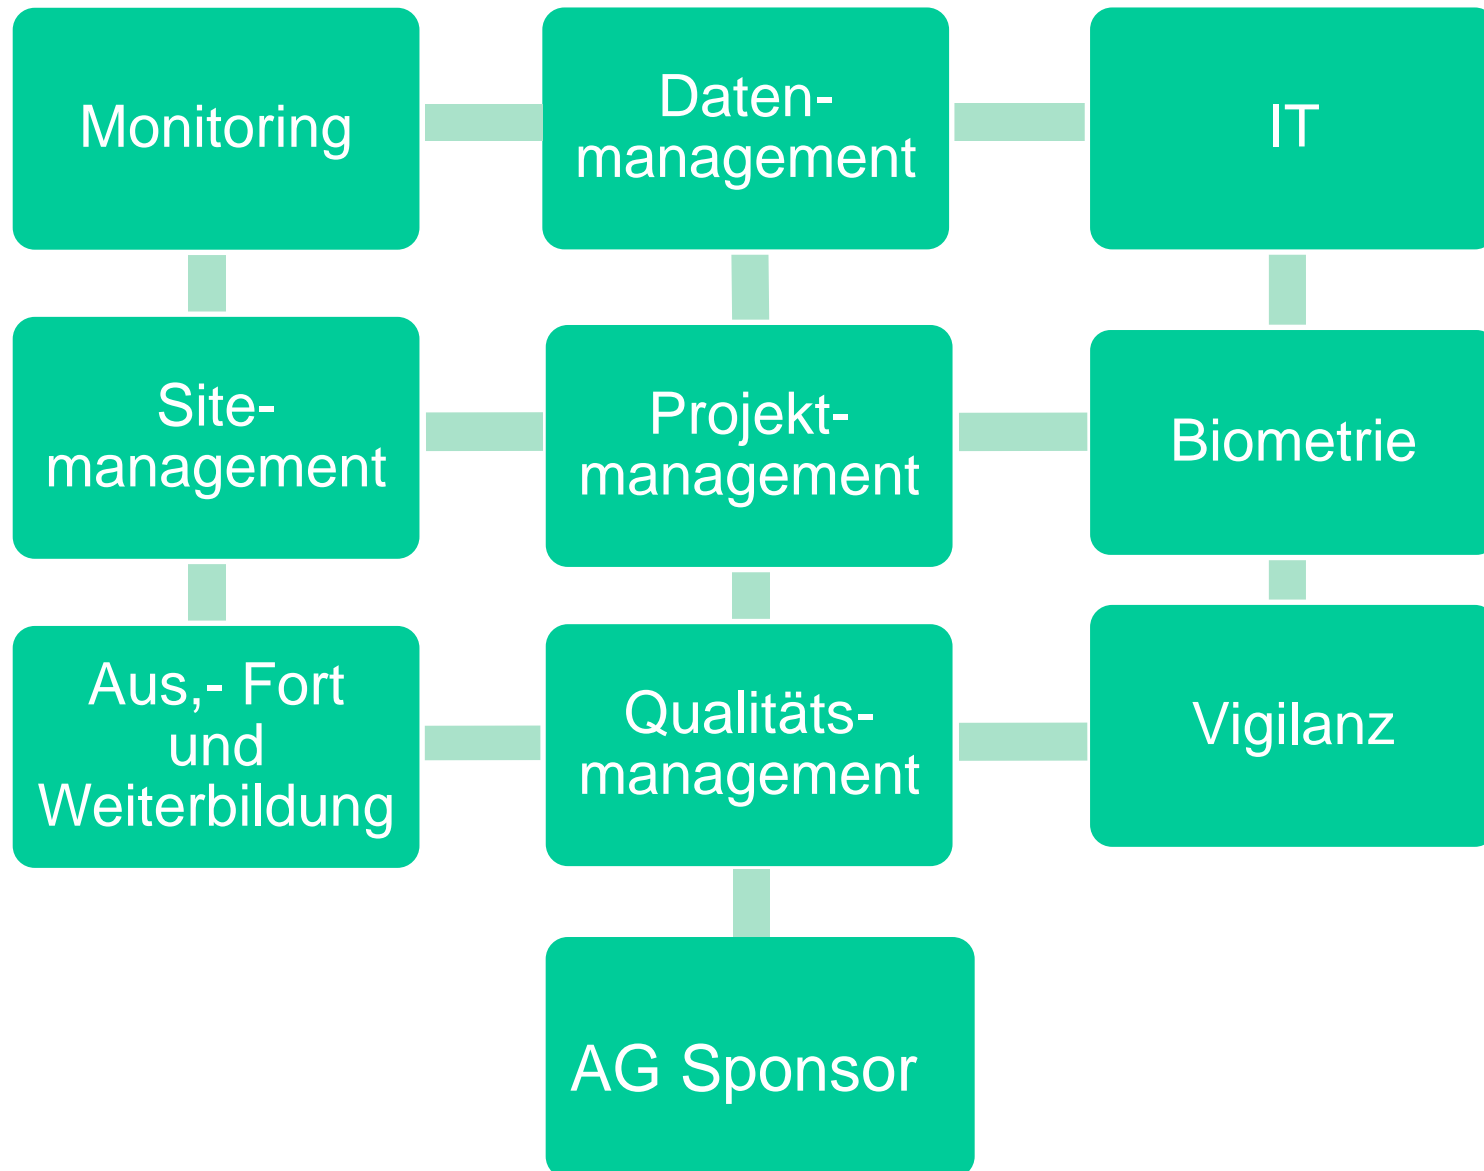 Monitoring
Daten-
management
IT
Site-
management
Projekt-
management
Biometrie
Aus,- Fort
und
Weiterbildung
Qualitäts-
management
Vigilanz
AG Sponsor